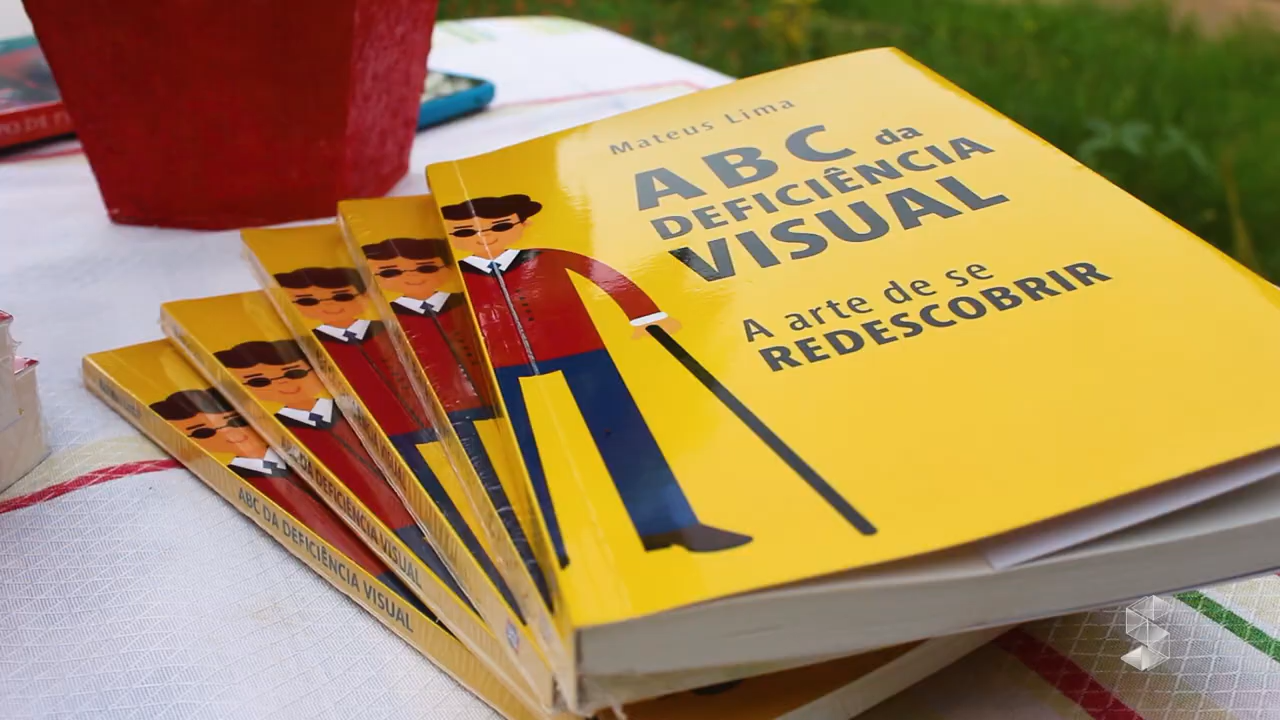 Mateus Lima
ABC da
DEFICIÊNCIA
VISUAL
A arte de se
REDESCOBRIR
ABC DA DEFICIÊNCIA VISUAL
ABC DA DEFICIÊNCIA VISUAL